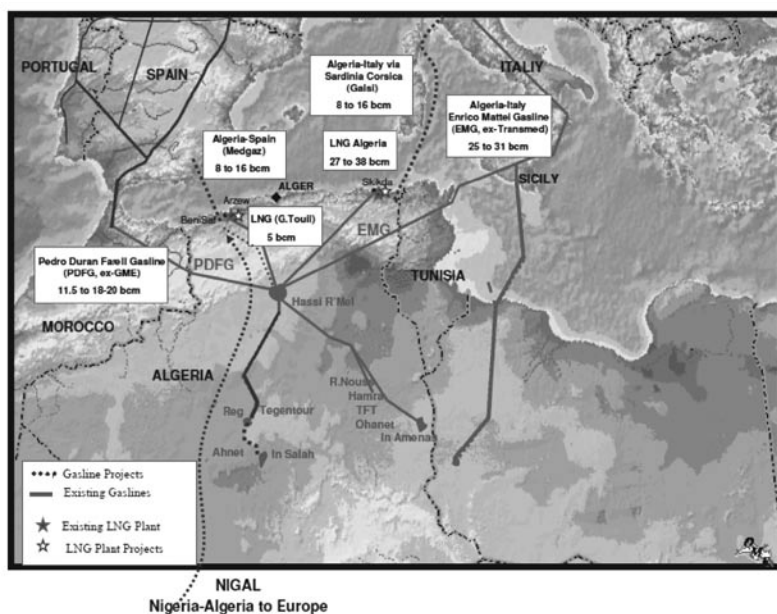 PORTUGAL
SPAIN
ITALIY
Algeria-Italy via
Sardinia Corsica
(Galsi)
8 to 16 bcm
Algeria-Italy
Enrico Mattei Gasline
(EMG, ex-Transmed)
25 to 31 bcm
Algeria-Spain
(Medgaz)
8 to 16 bcm
LNG Algeria
27 to 38 bcm
SICILY
ALGER
Skikda
Arzew
BeniSaf
LNG (G.Touil)
5 bcm
EMG
PDFG
Pedro Duran Farell Gasline
(PDFG, ex-GME)
11.5 to 18-20 bcm
TUNISIA
Hassi R'Mel
MOROCCO
ALGERIA
R.Nouss
Hamra
TFT
Ohanet
In Amenas
Reg
Tegentour
Ahnet
In Salah
Gasline Projects
Existing Gaslines
Existing LNG Plant
LNG Plant Projects
NIGAL
Nigeria-Algeria to Europe